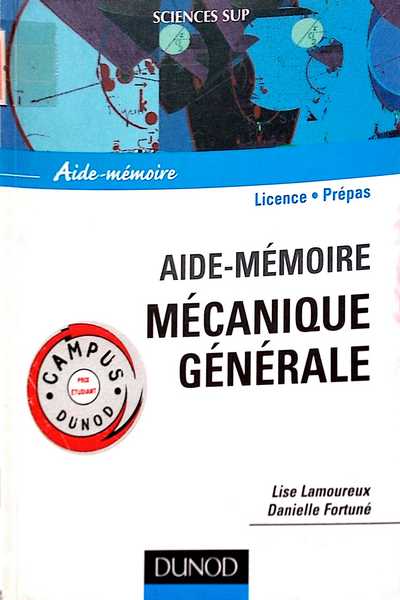 SCIENCES SUP
Aide-mémoire
Licence • Prépas
AIDE-MÉMOIRE
MÉCANIQUE
GÉNÉRALE
CAMPUS
PRIX
ÉTUDIANT
DUNOD
Lise Lamoureux
Danielle Fortuné
DUNOD